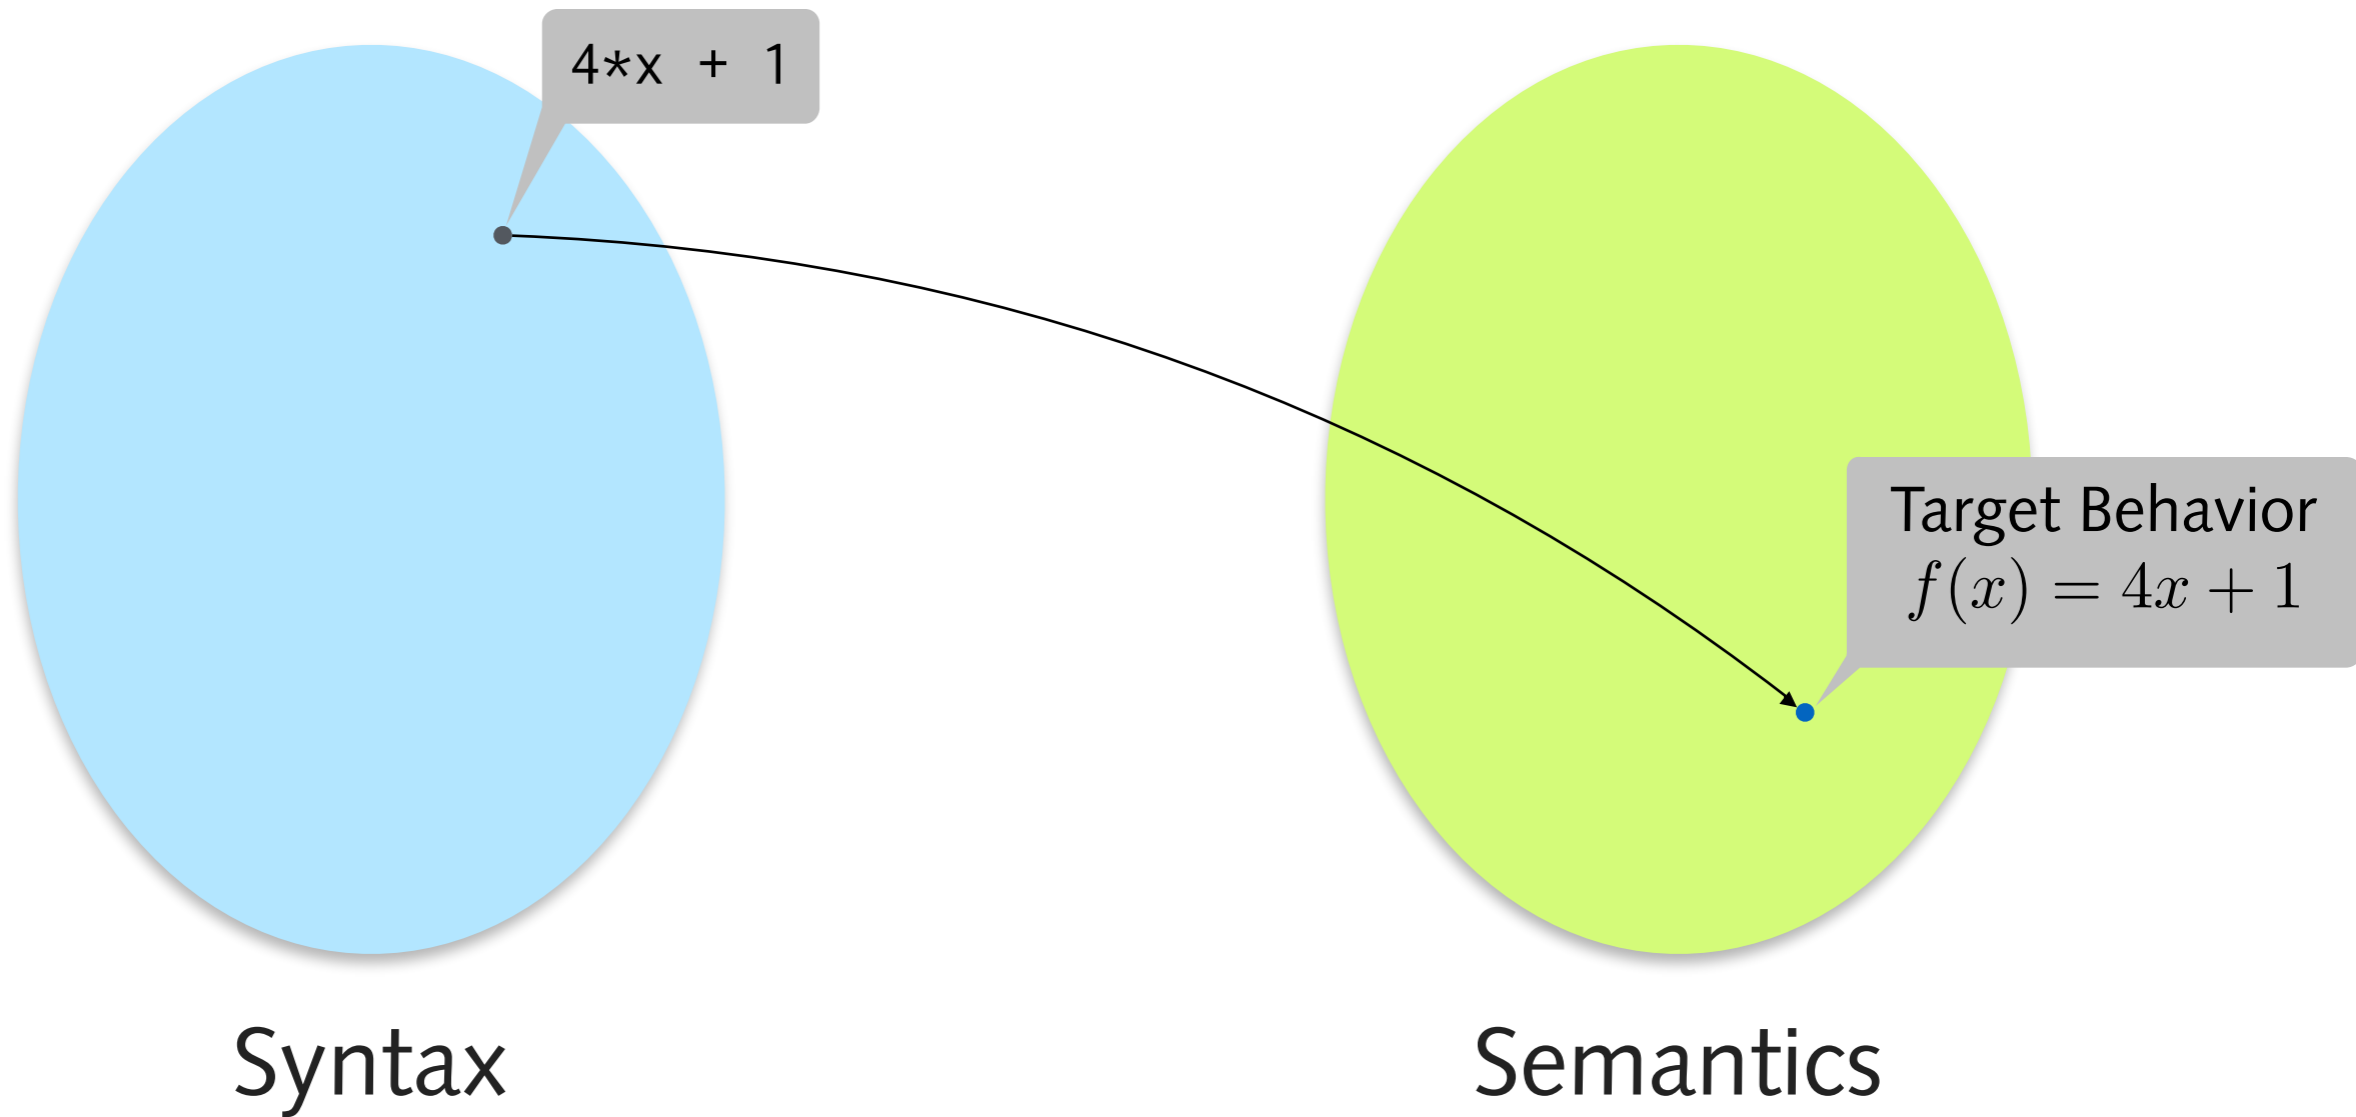 4*x + 1
Target Behavior
f(x) = 4x + 1
Syntax
Semantics